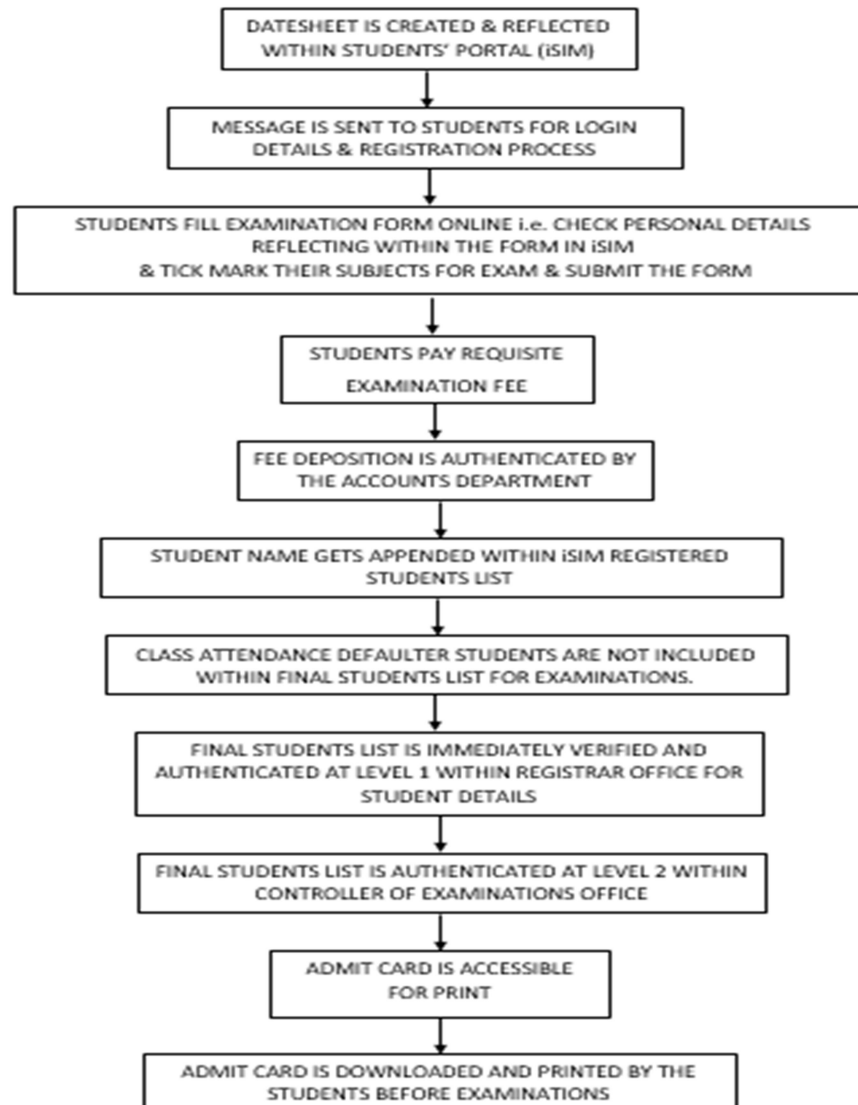 DATESHEET IS CREATED & REFLECTED
WITHIN STUDENTS' PORTAL (iSIM)
MESSAGE IS SENT TO STUDENTS FOR LOGIN
DETAILS & REGISTRATION PROCESS
STUDENTS FILL EXAMINATION FORM ONLINE i.e. CHECK PERSONAL DETAILS
REFLECTING WITHIN THE FORM IN iSIM
& TICK MARK THEIR SUBJECTS FOR EXAM & SUBMIT THE FORM
STUDENTS PAY REQUISITE
EXAMINATION FEE
FEE DEPOSITION IS AUTHENTICATED BY
THE ACCOUNTS DEPARTMENT
STUDENT NAME GETS APPENDED WITHIN iSIM REGISTERED
STUDENTS LIST
CLASS ATTENDANCE DEFAULTER STUDENTS ARE NOT INCLUDED
WITHIN FINAL STUDENTS LIST FOR EXAMINATIONS.
FINAL STUDENTS LIST IS IMMEDIATELY VERIFIED AND
AUTHENTICATED AT LEVEL 1 WITHIN REGISTRAR OFFICE FOR
STUDENT DETAILS
FINAL STUDENTS LIST IS AUTHENTICATED AT LEVEL 2 WITHIN
CONTROLLER OF EXAMINATIONS OFFICE
ADMIT CARD IS ACCESSIBLE
FOR PRINT
ADMIT CARD IS DOWNLOADED AND PRINTED BY THE
STUDENTS BEFORE EXAMINATIONS